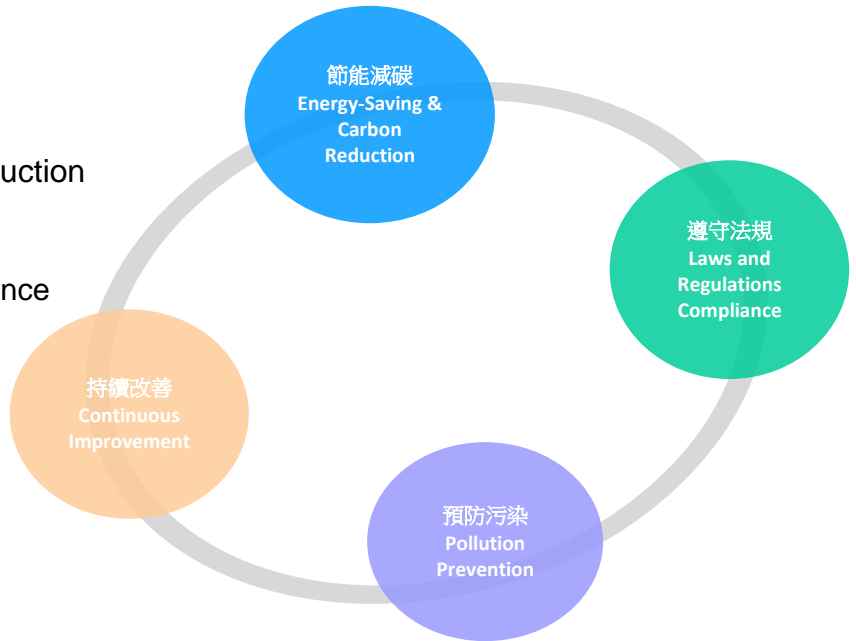 節能減碳
Energy-Saving &
Carbon
Reduction
uction
遵守法規
Laws and
Regulations
Compliance
nce
持續改善
Continuous
Improvement
預防污染
Pollution
Prevention